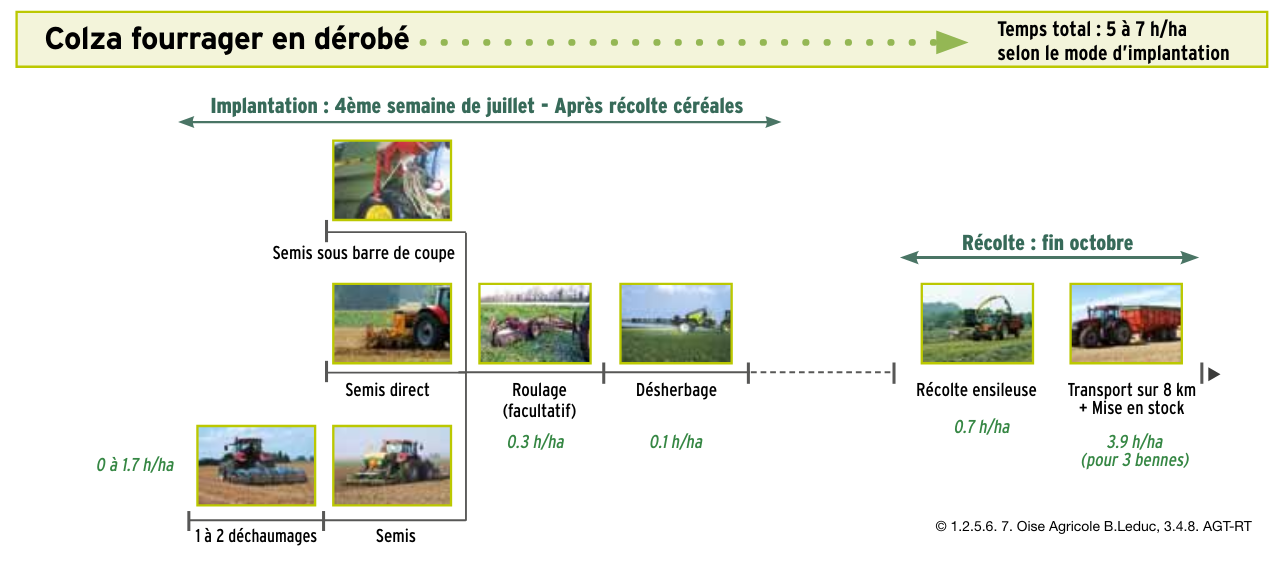 Colza fourrager en dérobé
Temps total : 5 à 7 h/ha
selon le mode d'implantation
Implantation : 4ème semaine de juillet - Après récolte céréales
Semis sous barre de coupe
Récolte : fin octobre
Semis direct
Roulage
(facultatif)
Désherbage
Récolte ensileuse
Transport sur 8 km
+ Mise en stock
0.3 h/ha
0.1 h/ha
0.7 h/ha
3.9 h/ha
(pour 3 bennes)
0 à 1.7 h/ha
1 à 2 déchaumages
Semis
© 1.2.5.6. 7. Oise Agricole B.Leduc, 3.4.8. AGT-RT